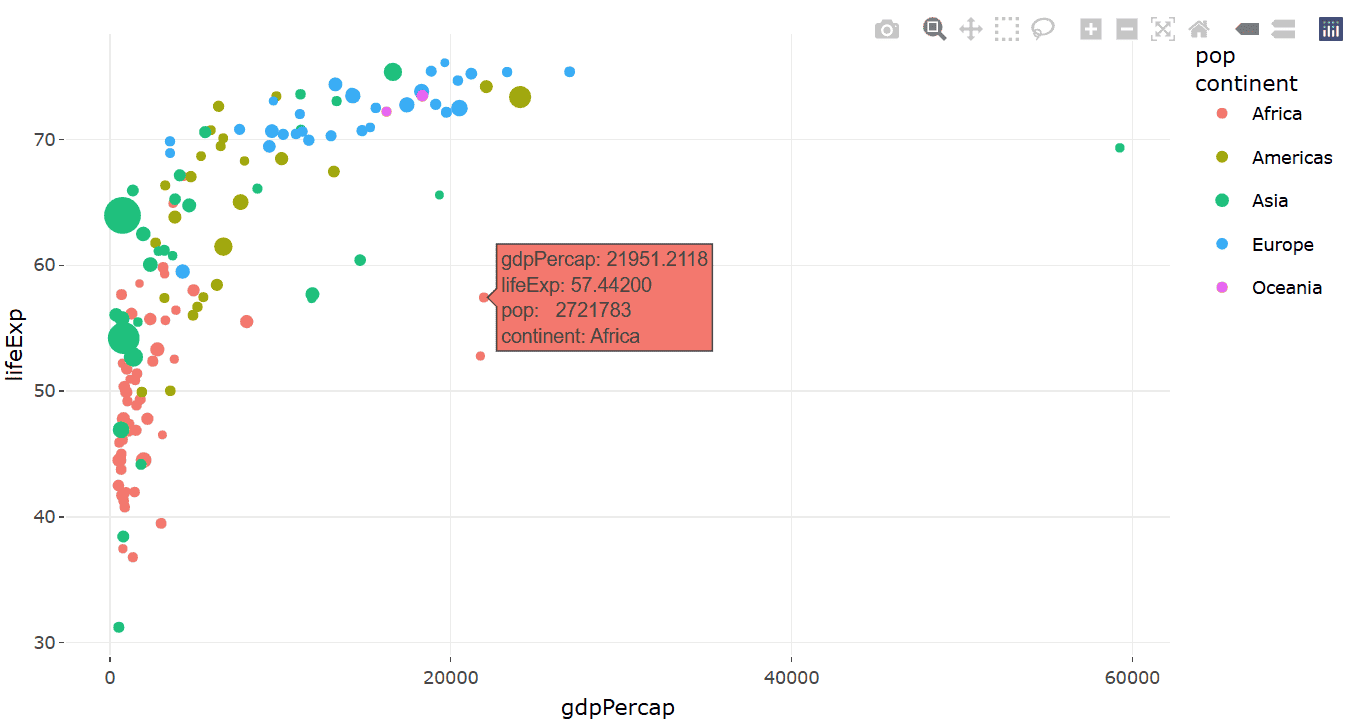 pop
continent
Africa
Americas
Asia
Europe
Oceania
70
60
50
40
30
lifeExp
gdpPercap: 21951.2118
lifeExp: 57.44200
pop:   2721783
continent: Africa
0
20000
40000
60000
gdpPercap